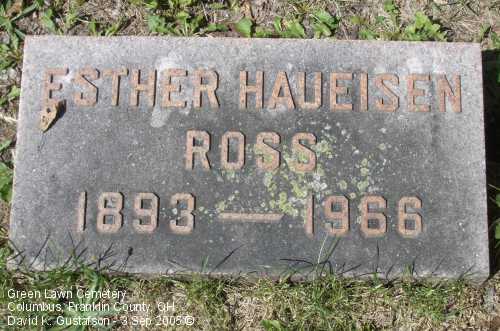 ESTHER HAUEISEN
ROSS
1893 — 1966
Green Lawn Cemetery
Columbus, Franklin County, OH
David K. Gustafson - 3 Sep 2005 ©